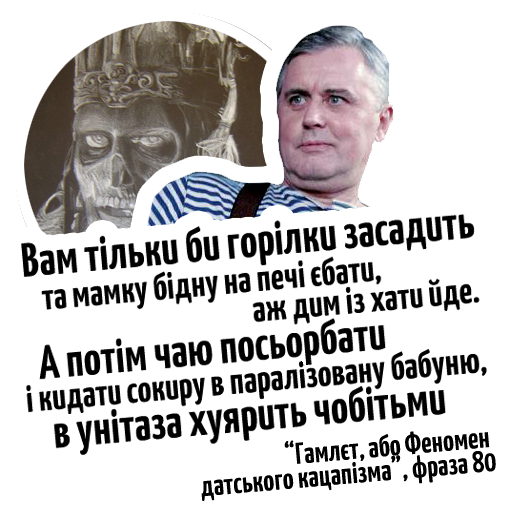 Вам тільки би горілки засадить
та мамку бідну на печі єбати,
аж дим із хати йде.
А потім чаю посьорбати
і кидати сокиру в паралізовану бабуню,
в унітаза хуярить чобітьми
“Гамлєт, або Феномен
датського кацапізма”, фраза 80